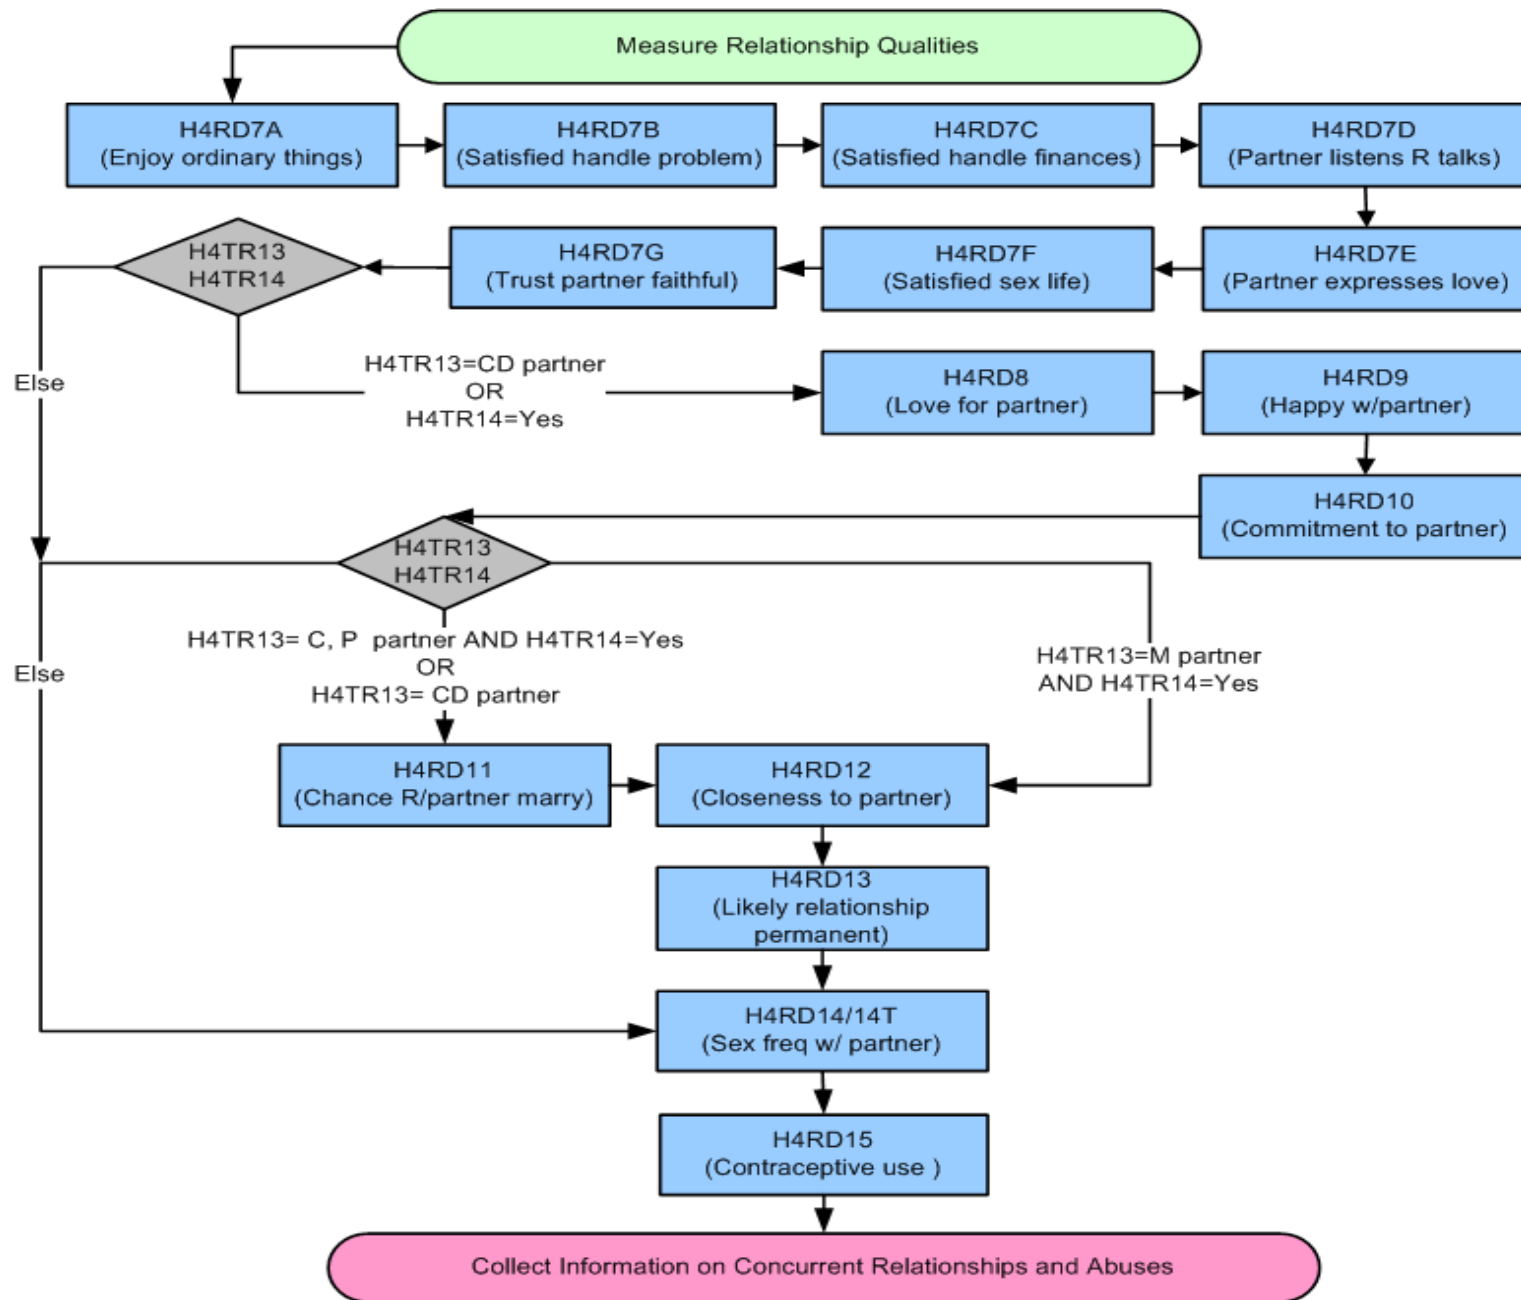 Measure Relationship Qualities
H4RD7A
(Enjoy ordinary things)
H4RD7B
(Satisfied handle problem)
H4RD7C
(Satisfied handle finances)
H4RD7D
(Partner listens R talks)
H4TR13
H4TR14
H4RD7G
(Trust partner faithful)
H4RD7F
(Satisfied sex life)
H4RD7E
(Partner expresses love)
Else
H4TR13=CD partner
OR
H4TR14=Yes
H4RD8
(Love for partner)
H4RD9
(Happy w/partner)
H4RD10
(Commitment to partner)
H4TR13
H4TR14
Else
H4TR13= C, P  partner AND H4TR14=Yes
OR
H4TR13= CD partner
H4TR13=M partner
AND H4TR14=Yes
H4RD11
(Chance R/partner marry)
H4RD12
(Closeness to partner)
H4RD13
(Likely relationship
permanent)
H4RD14/14T
(Sex freq w/ partner)
H4RD15
(Contraceptive use )
Collect Information on Concurrent Relationships and Abuses